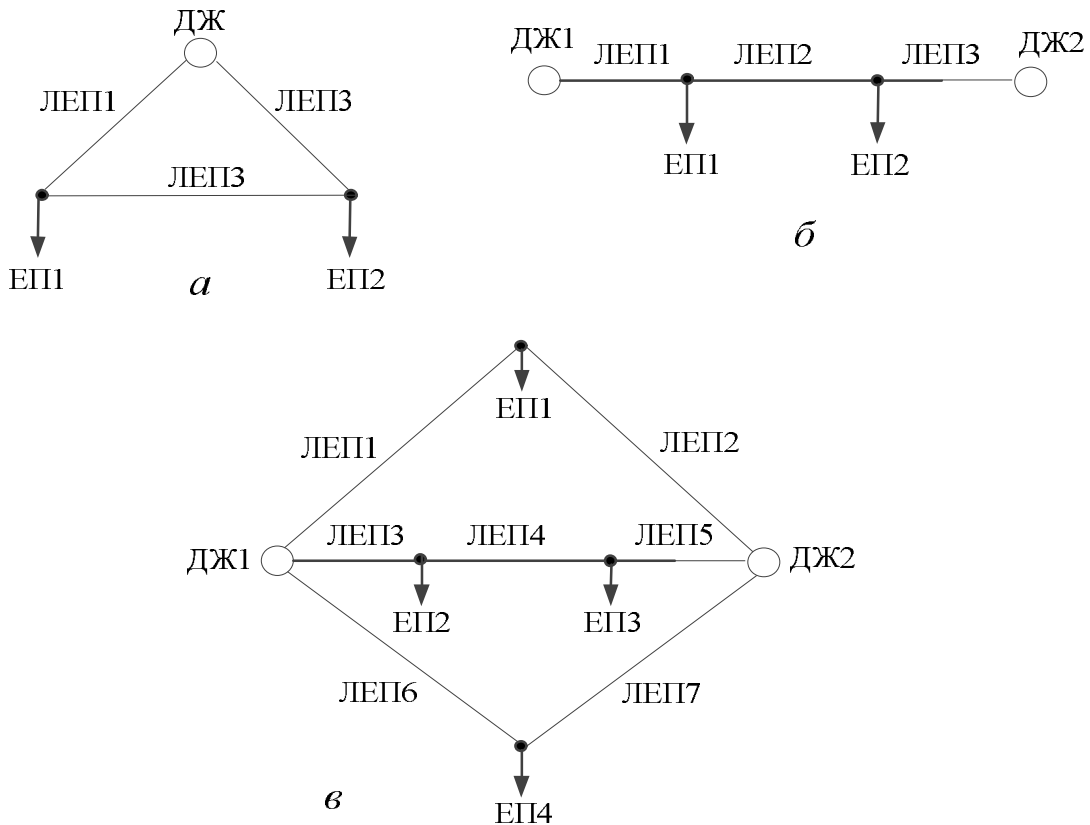 ДЖ
ЛЕП1
ЛЕП3
ЛЕП3
ЕП1
ЕП2
а
ДЖ1
ЛЕП1
ЛЕП2
ЛЕП3
ДЖ2
ЕП1
ЕП2
б
ЕП1
ЛЕП1
ЛЕП2
ДЖ1
ЛЕП3
ЛЕП4
ЛЕП5
ДЖ2
ЕП2
ЕП3
ЛЕП6
ЛЕП7
ЕП4
в